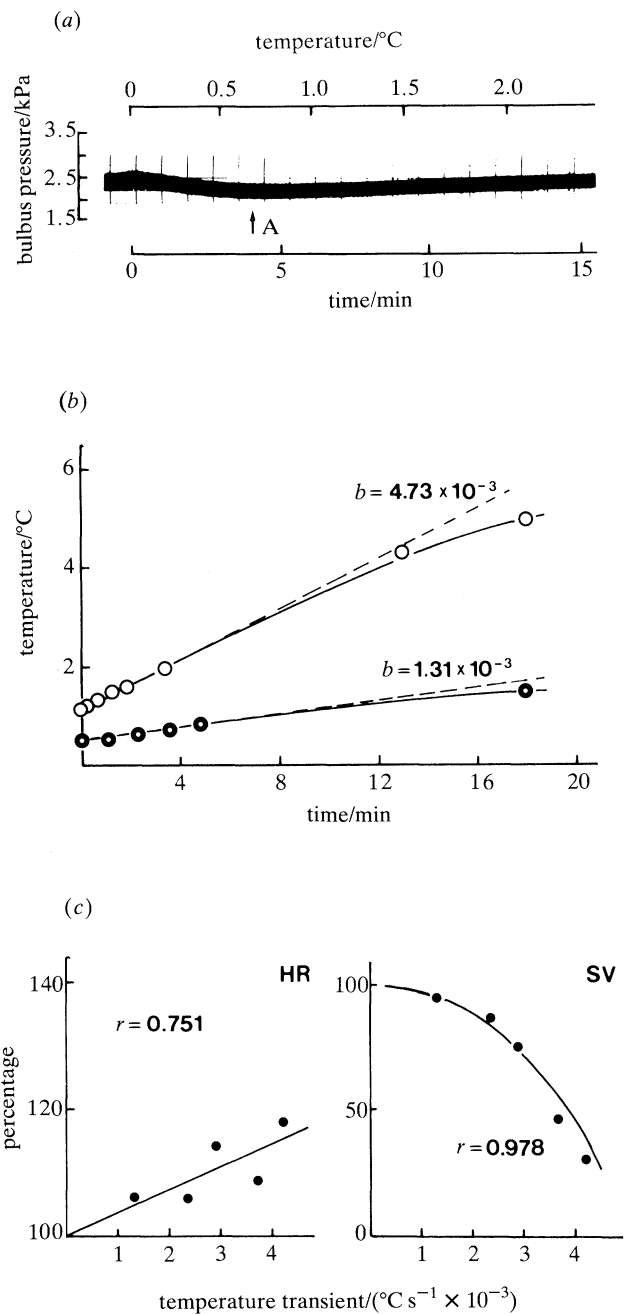 (a)
temperature/°C
0 0.5 1.0 1.5 2.0
bulbus pressure/kPa
3.5
2.5
1.5
A
0 5 10 15
time/min
(b)
temperature/°C
6
4
2
b = 4.73 × 10⁻³
b = 1.31 × 10⁻³
4 8 12 16 20
time/min
(c)
percentage
140
120
100
HR
r = 0.751
1 2 3 4
100
50
0
SV
r = 0.978
1 2 3 4
temperature transient/(°C s⁻¹ × 10⁻³)